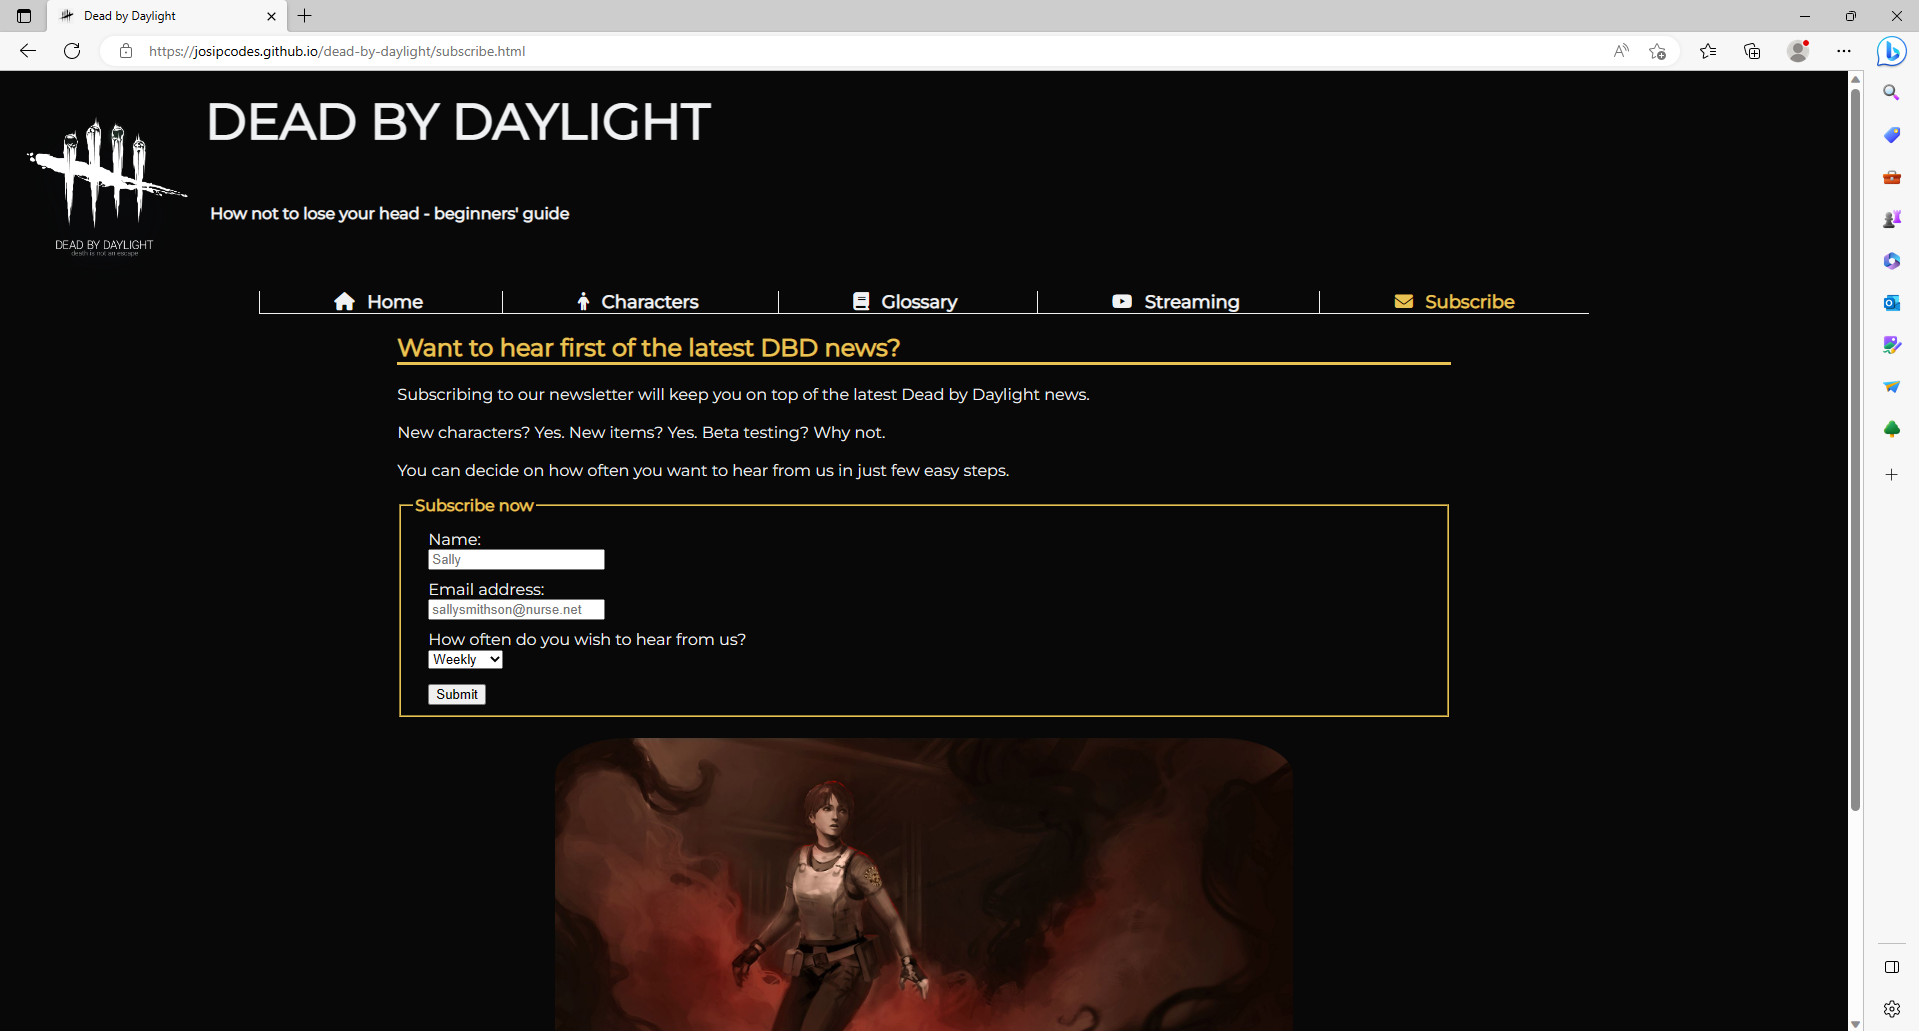 Dead by Daylight
https://josipcodes.github.io/dead-by-daylight/subscribe.html
DEAD BY DAYLIGHT
How not to lose your head - beginners' guide
DEAD BY DAYLIGHT
death is not an escape
Home
Characters
Glossary
Streaming
Subscribe
Want to hear first of the latest DBD news?
Subscribing to our newsletter will keep you on top of the latest Dead by Daylight news.
New characters? Yes. New items? Yes. Beta testing? Why not.
You can decide on how often you want to hear from us in just few easy steps.
Subscribe now
Name:
Sally
Email address:
sallysmithson@nurse.net
How often do you wish to hear from us?
Weekly
Submit